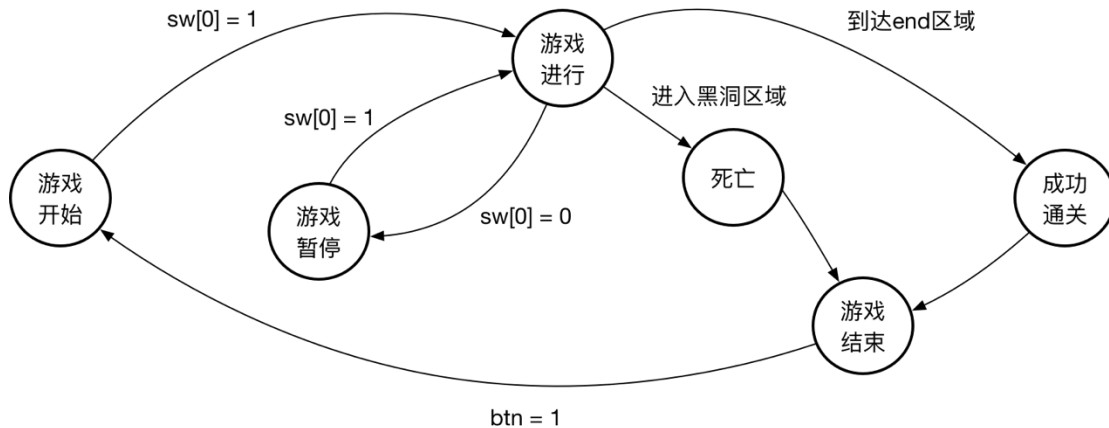 sw[0] = 1
游戏
进行
到达end区域
进入黑洞区域
sw[0] = 1
游戏
开始
游戏
暂停
sw[0] = 0
死亡
成功
通关
游戏
结束
btn = 1